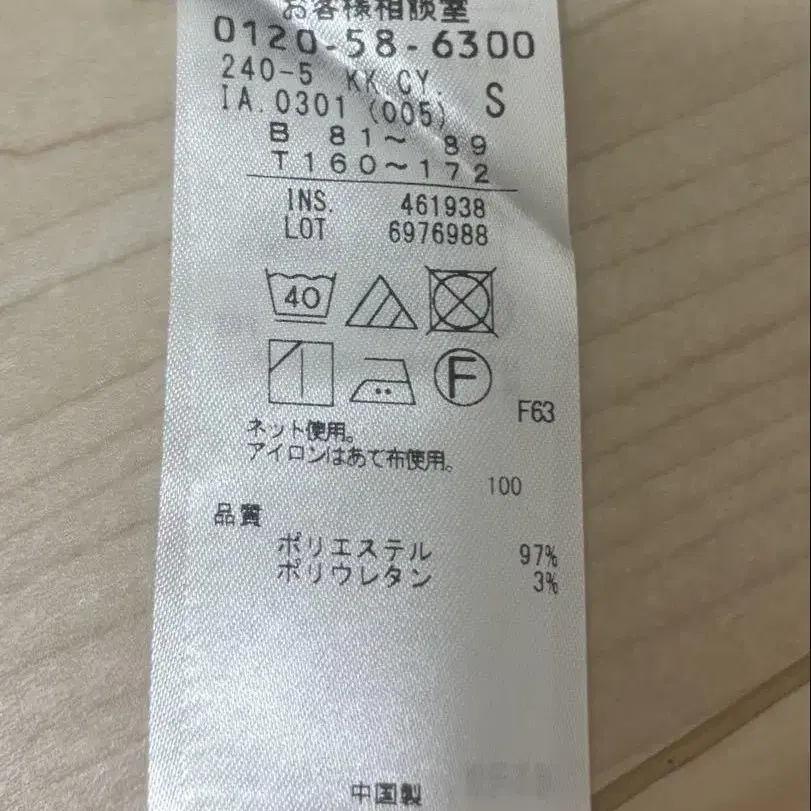 お客様相談室
0120-58-6300
240-5 KK.CY. S
IA.0301 (005)
B 81~ 89
T160~172
INS. 461938
LOT 6976988
40
F
F63
ネット使用。
アイロンはあて布使用。
100
品質
ポリエステル 97%
ポリウレタン 3%
中国製